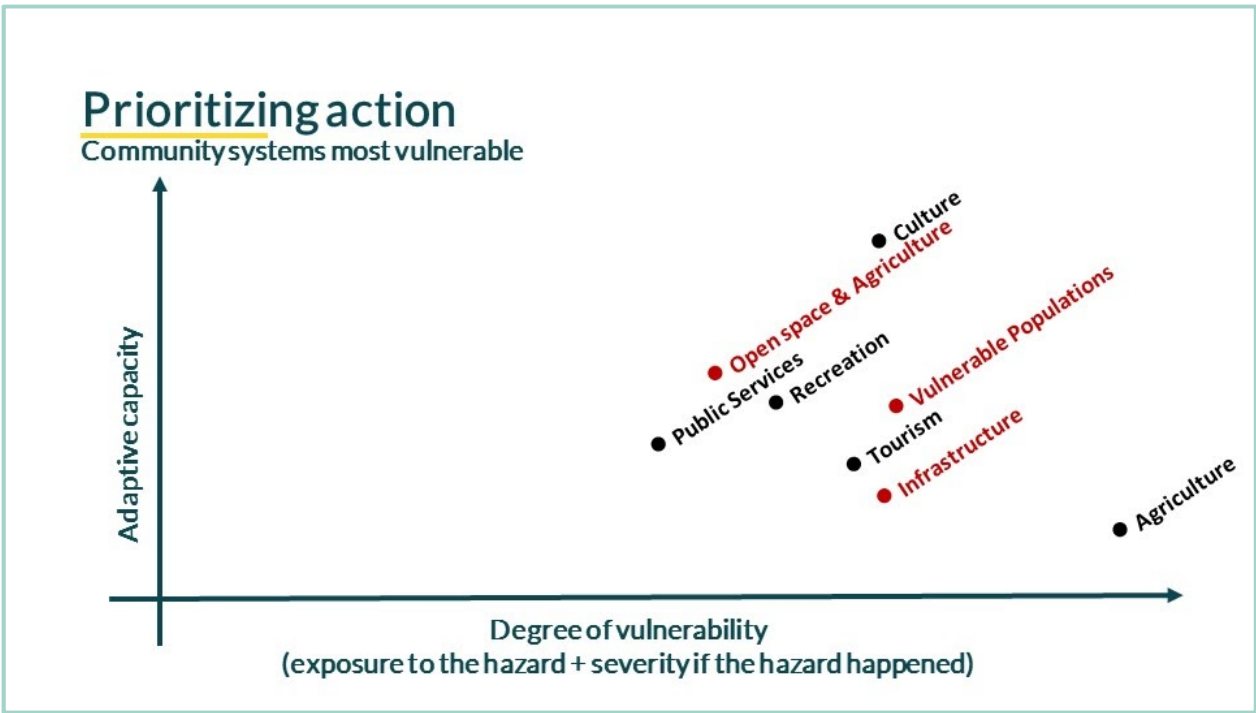 Prioritizing action
Community systems most vulnerable
Culture
Open space & Agriculture
Vulnerable Populations
Recreation
Public Services
Tourism
Infrastructure
Agriculture
Adaptive capacity
Degree of vulnerability
(exposure to the hazard + severity if the hazard happened)